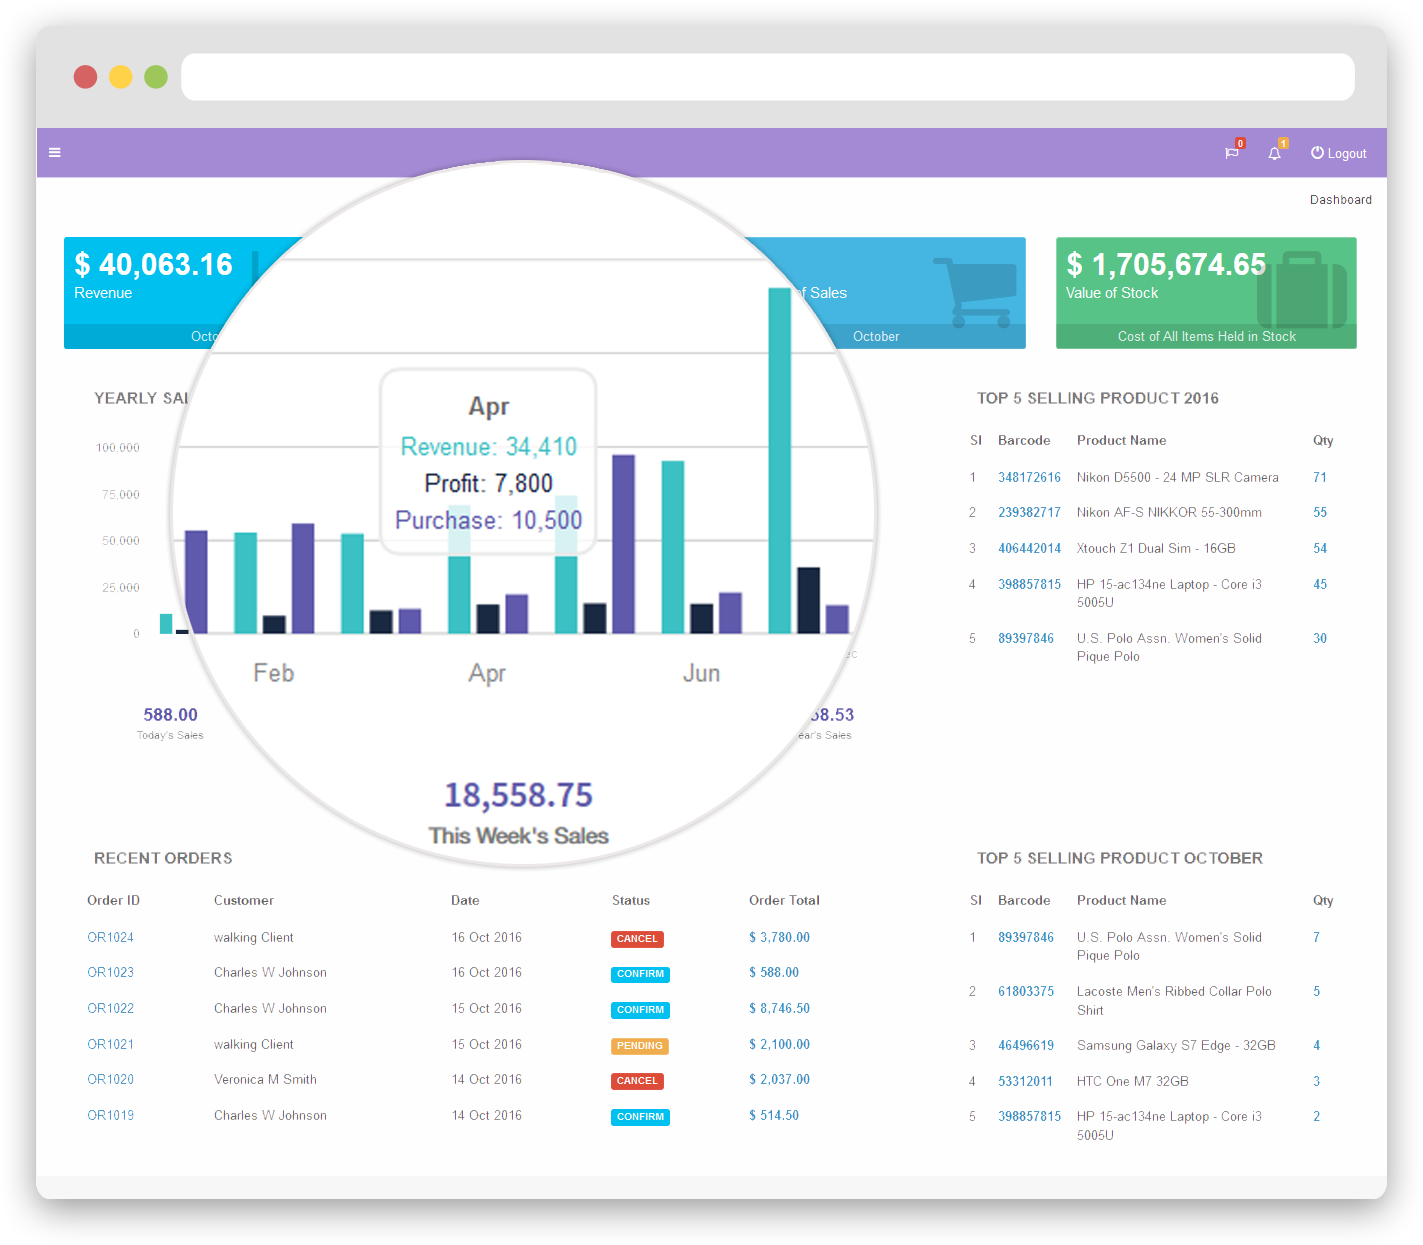 0
1
Logout
Dashboard
$ 40,063.16
Revenue
of Sales
October
$ 1,705,674.65
Value of Stock
Cost of All Items Held in Stock
YEARLY
100.000
75.000
50.000
25.000
0
Apr
Revenue: 34,410
Profit: 7,800
Purchase: 10,500
Feb
Apr
Jun
588.00
Today's Sales
18,558.75
This Week's Sales
TOP 5 SELLING PRODUCT 2016
SI Barcode Product Name Qty
1 348172616 Nikon D5500 - 24 MP SLR Camera 71
2 239382717 Nikon AF-S NIKKOR 55-300mm 55
3 406442014 Xtouch Z1 Dual Sim - 16GB 54
4 398857815 HP 15-ac134ne Laptop - Core i3 45
5005U
5 89397846 U.S. Polo Assn. Women's Solid 30
Pique Polo
RECENT ORDERS
Order ID Customer Date Status Order Total
OR1024 walking Client 16 Oct 2016 CANCEL $ 3,780.00
OR1023 Charles W Johnson 16 Oct 2016 CONFIRM $ 588.00
OR1022 Charles W Johnson 15 Oct 2016 CONFIRM $ 8,746.50
OR1021 walking Client 15 Oct 2016 PENDING $ 2,100.00
OR1020 Veronica M Smith 14 Oct 2016 CANCEL $ 2,037.00
OR1019 Charles W Johnson 14 Oct 2016 CONFIRM $ 514.50
TOP 5 SELLING PRODUCT OCTOBER
SI Barcode Product Name Qty
1 89397846 U.S. Polo Assn. Women's Solid 7
Pique Polo
2 61803375 Lacoste Men's Ribbed Collar Polo 5
Shirt
3 46496619 Samsung Galaxy S7 Edge - 32GB 4
4 53312011 HTC One M7 32GB 3
5 398857815 HP 15-ac134ne Laptop - Core i3 2
5005U